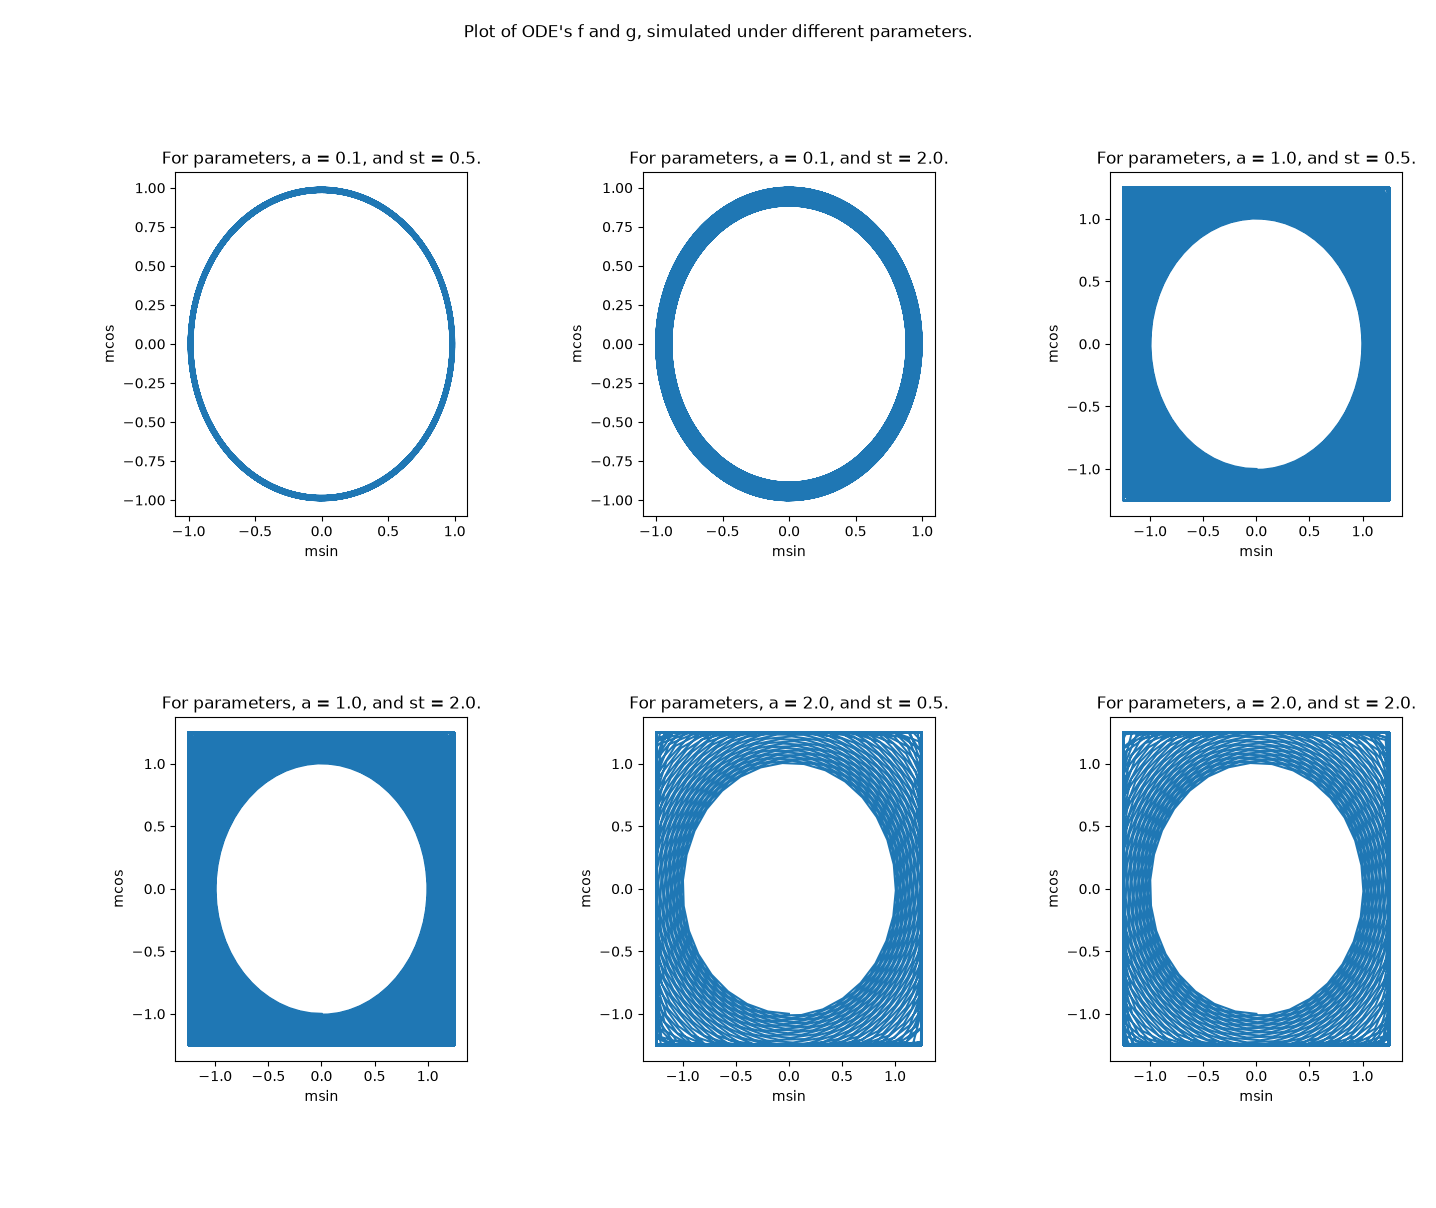 Plot of ODE's f and g, simulated under different parameters.
For parameters, a = 0.1, and st = 0.5.
1.00
0.75
0.50
0.25
0.00
−0.25
−0.50
−0.75
−1.00
mcos
−1.0 −0.5 0.0 0.5 1.0
msin
For parameters, a = 0.1, and st = 2.0.
1.00
0.75
0.50
0.25
0.00
−0.25
−0.50
−0.75
−1.00
mcos
−1.0 −0.5 0.0 0.5 1.0
msin
For parameters, a = 1.0, and st = 0.5.
1.0
0.5
0.0
−0.5
−1.0
mcos
−1.0 −0.5 0.0 0.5 1.0
msin
For parameters, a = 1.0, and st = 2.0.
1.0
0.5
0.0
−0.5
−1.0
mcos
−1.0 −0.5 0.0 0.5 1.0
msin
For parameters, a = 2.0, and st = 0.5.
1.0
0.5
0.0
−0.5
−1.0
mcos
−1.0 −0.5 0.0 0.5 1.0
msin
For parameters, a = 2.0, and st = 2.0.
1.0
0.5
0.0
−0.5
−1.0
mcos
−1.0 −0.5 0.0 0.5 1.0
msin